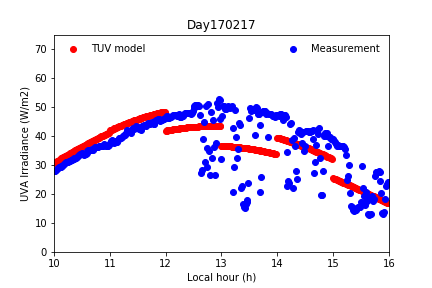 Day170217
TUV model
Measurement
UVA Irradiance (W/m2)
70
60
50
40
30
20
10
0
10 11 12 13 14 15 16
Local hour (h)